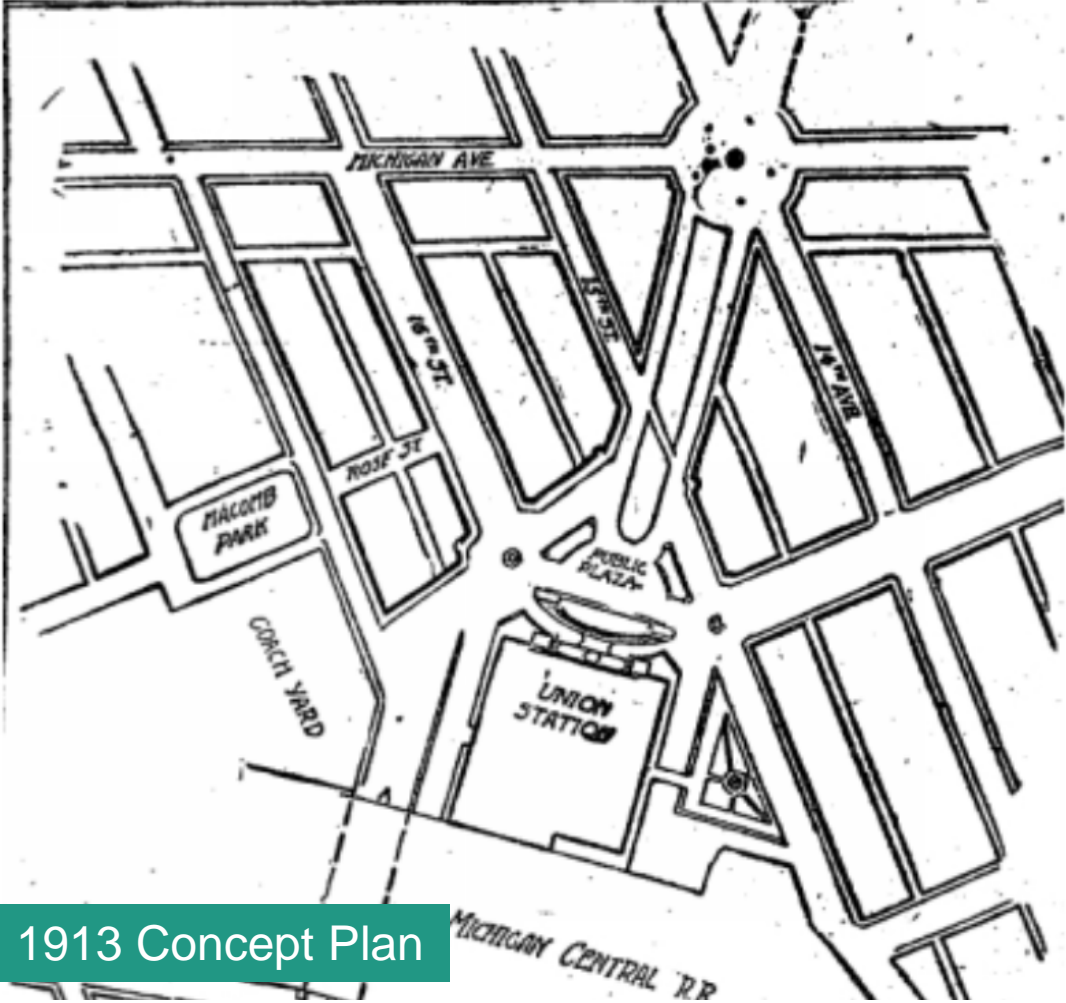 MICHIGAN AVE
15TH ST.
16TH ST.
14TH AVE
ROSE ST
MACOMB
PARK
PUBLIC
PLAZA
COACH YARD
UNION
STATION
MICHIGAN CENTRAL R.R.
1913 Concept Plan